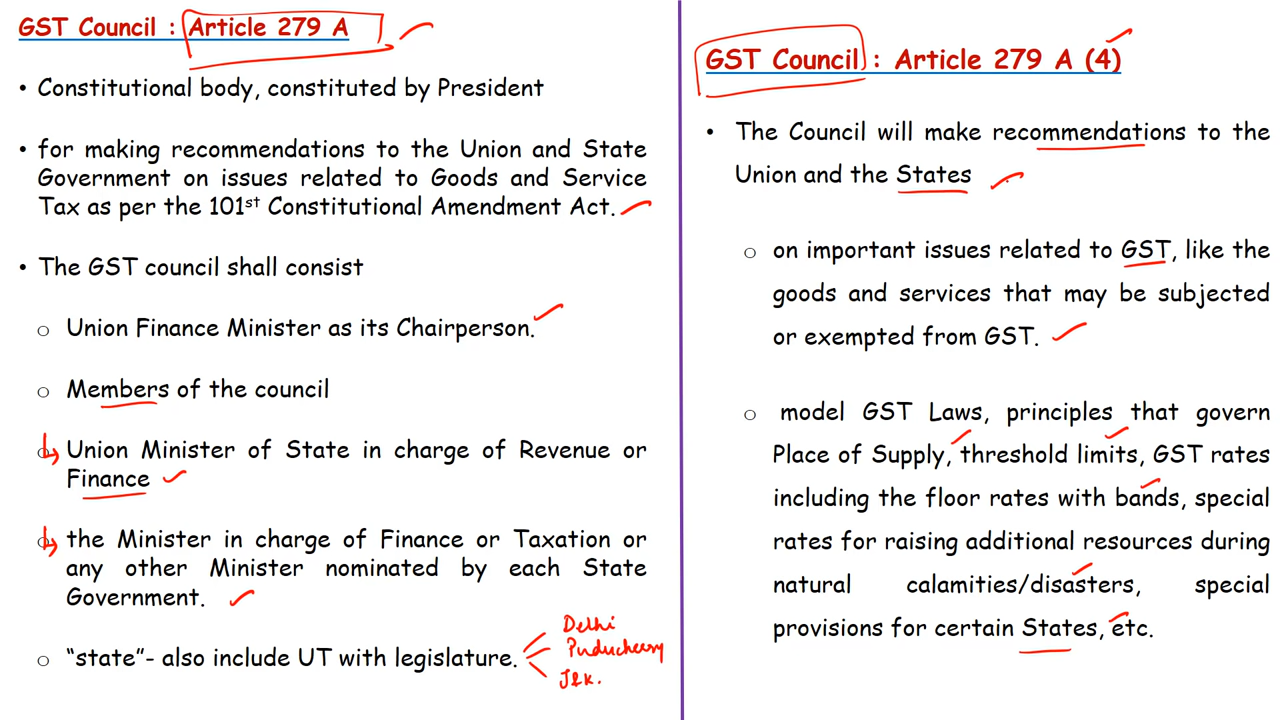 GST Council : Article 279 A
• Constitutional body, constituted by President
• for making recommendations to the Union and State
Government on issues related to Goods and Service
Tax as per the 101st Constitutional Amendment Act.
• The GST council shall consist
o Union Finance Minister as its Chairperson.
o Members of the council
o Union Minister of State in charge of Revenue or
Finance
o the Minister in charge of Finance or Taxation or
any other Minister nominated by each State
Government.
o “state”- also include UT with legislature.
Delhi
Puducherry
J&k.
GST Council : Article 279 A (4)
• The Council will make recommendations to the
Union and the States
o on important issues related to GST, like the
goods and services that may be subjected
or exempted from GST.
o model GST Laws, principles that govern
Place of Supply, threshold limits, GST rates
including the floor rates with bands, special
rates for raising additional resources during
natural calamities/disasters, special
provisions for certain States, etc.